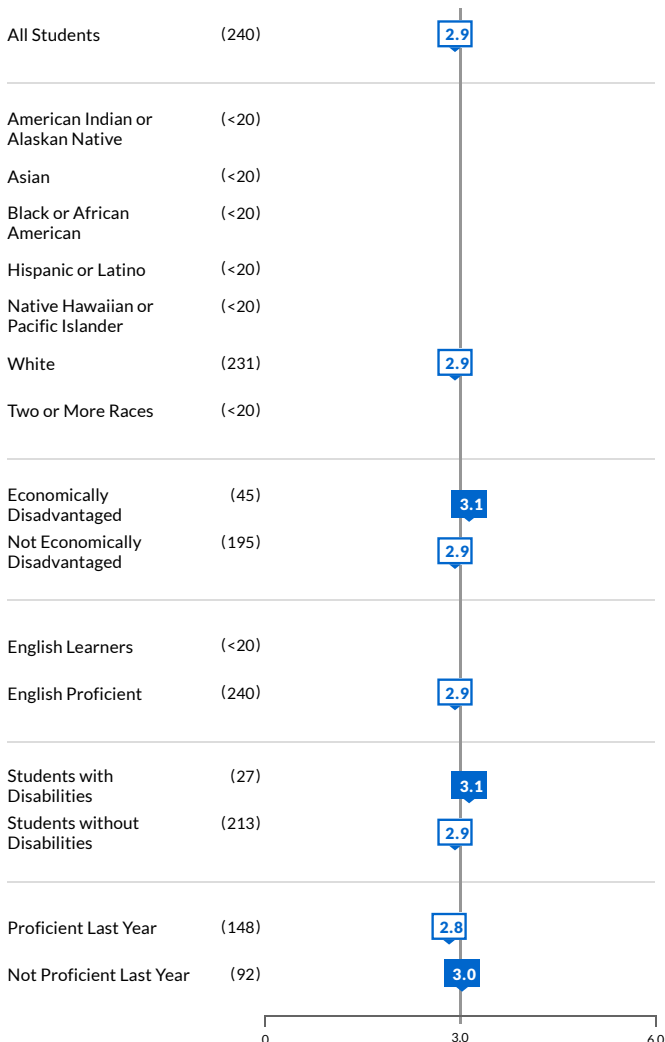 All Students (240) 2.9
American Indian or (<20)
Alaskan Native
Asian (<20)
Black or African (<20)
American
Hispanic or Latino (<20)
Native Hawaiian or (<20)
Pacific Islander
White (231) 2.9
Two or More Races (<20)
Economically (45) 3.1
Disadvantaged
Not Economically (195) 2.9
Disadvantaged
English Learners (<20)
English Proficient (240) 2.9
Students with (27) 3.1
Disabilities
Students without (213) 2.9
Disabilities
Proficient Last Year (148) 2.8
Not Proficient Last Year (92) 3.0
0 3.0 6.0